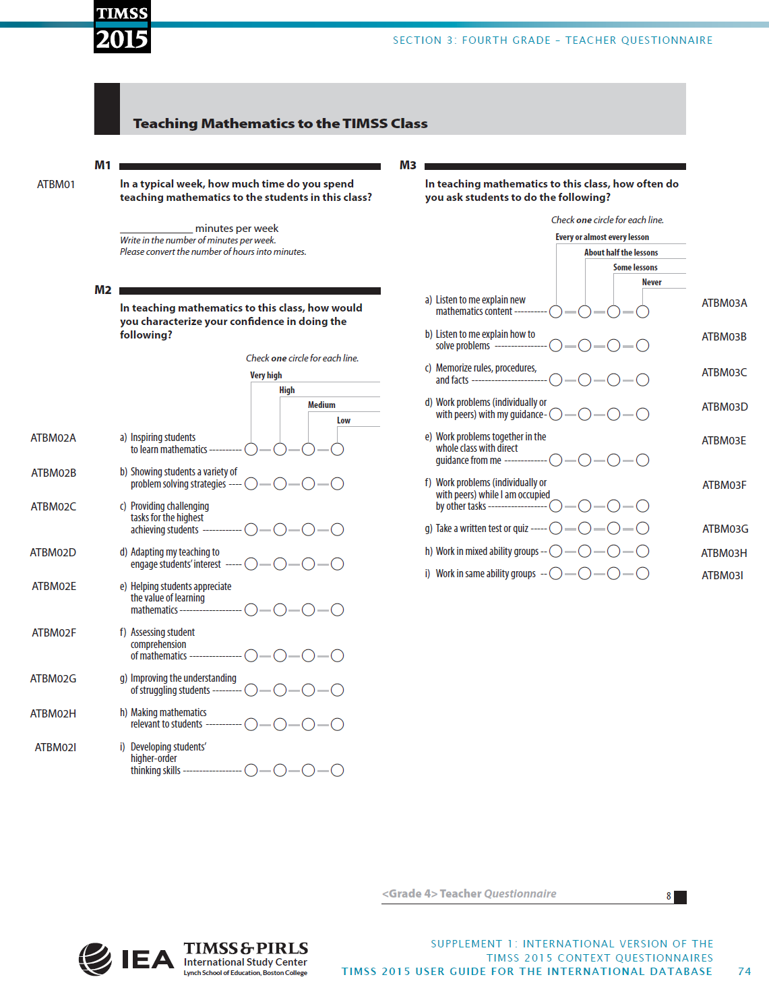 TIMSS
2015
SECTION 3: FOURTH GRADE – TEACHER QUESTIONNAIRE
Teaching Mathematics to the TIMSS Class
M1
ATBM01
In a typical week, how much time do you spend
teaching mathematics to the students in this class?
_____________ minutes per week
Write in the number of minutes per week.
Please convert the number of hours into minutes.
M2
In teaching mathematics to this class, how would
you characterize your confidence in doing the
following?
Check one circle for each line.
Very high
High
Medium
Low
ATBM02A
a) Inspiring students
to learn mathematics ----------
ATBM02B
b) Showing students a variety of
problem solving strategies ----
ATBM02C
c) Providing challenging
tasks for the highest
achieving students ------------
ATBM02D
d) Adapting my teaching to
engage students’ interest -----
ATBM02E
e) Helping students appreciate
the value of learning
mathematics -------------------
ATBM02F
f) Assessing student
comprehension
of mathematics ----------------
ATBM02G
g) Improving the understanding
of struggling students ---------
ATBM02H
h) Making mathematics
relevant to students -----------
ATBM02I
i) Developing students’
higher-order
thinking skills ------------------
M3
In teaching mathematics to this class, how often do
you ask students to do the following?
Check one circle for each line.
Every or almost every lesson
About half the lessons
Some lessons
Never
a) Listen to me explain new
mathematics content ----------
ATBM03A
b) Listen to me explain how to
solve problems ----------------
ATBM03B
c) Memorize rules, procedures,
and facts -----------------------
ATBM03C
d) Work problems (individually or
with peers) with my guidance-
ATBM03D
e) Work problems together in the
whole class with direct
guidance from me -------------
ATBM03E
f) Work problems (individually or
with peers) while I am occupied
by other tasks ------------------
ATBM03F
g) Take a written test or quiz -----
ATBM03G
h) Work in mixed ability groups --
ATBM03H
i) Work in same ability groups --
ATBM03I
<Grade 4> Teacher Questionnaire
8
IEA
TIMSS & PIRLS
International Study Center
Lynch School of Education, Boston College
SUPPLEMENT 1: INTERNATIONAL VERSION OF THE
TIMSS 2015 CONTEXT QUESTIONNAIRES
TIMSS 2015 USER GUIDE FOR THE INTERNATIONAL DATABASE
74